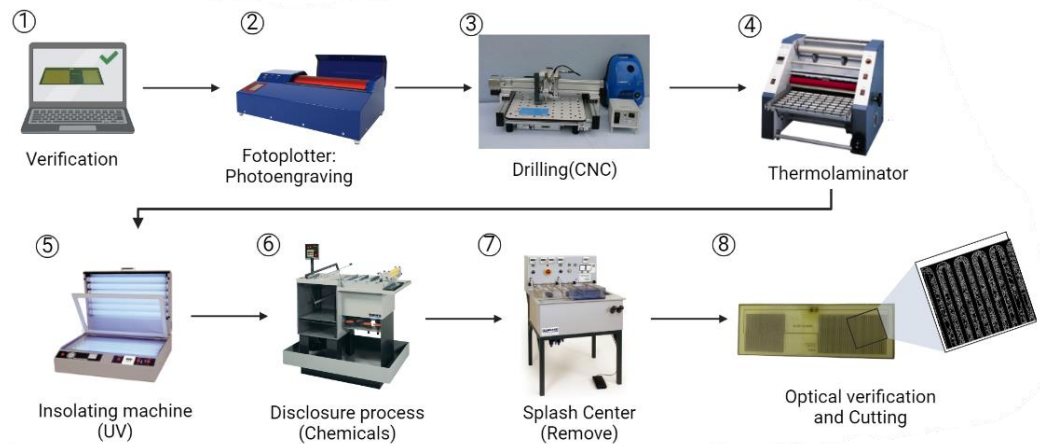 ①
②
③
④
Verification
Fotoplotter:
Photoengraving
Drilling(CNC)
Thermolaminator
⑤
⑥
⑦
⑧
Insolating machine
(UV)
Disclosure process
(Chemicals)
Splash Center
(Remove)
Optical verification
and Cutting